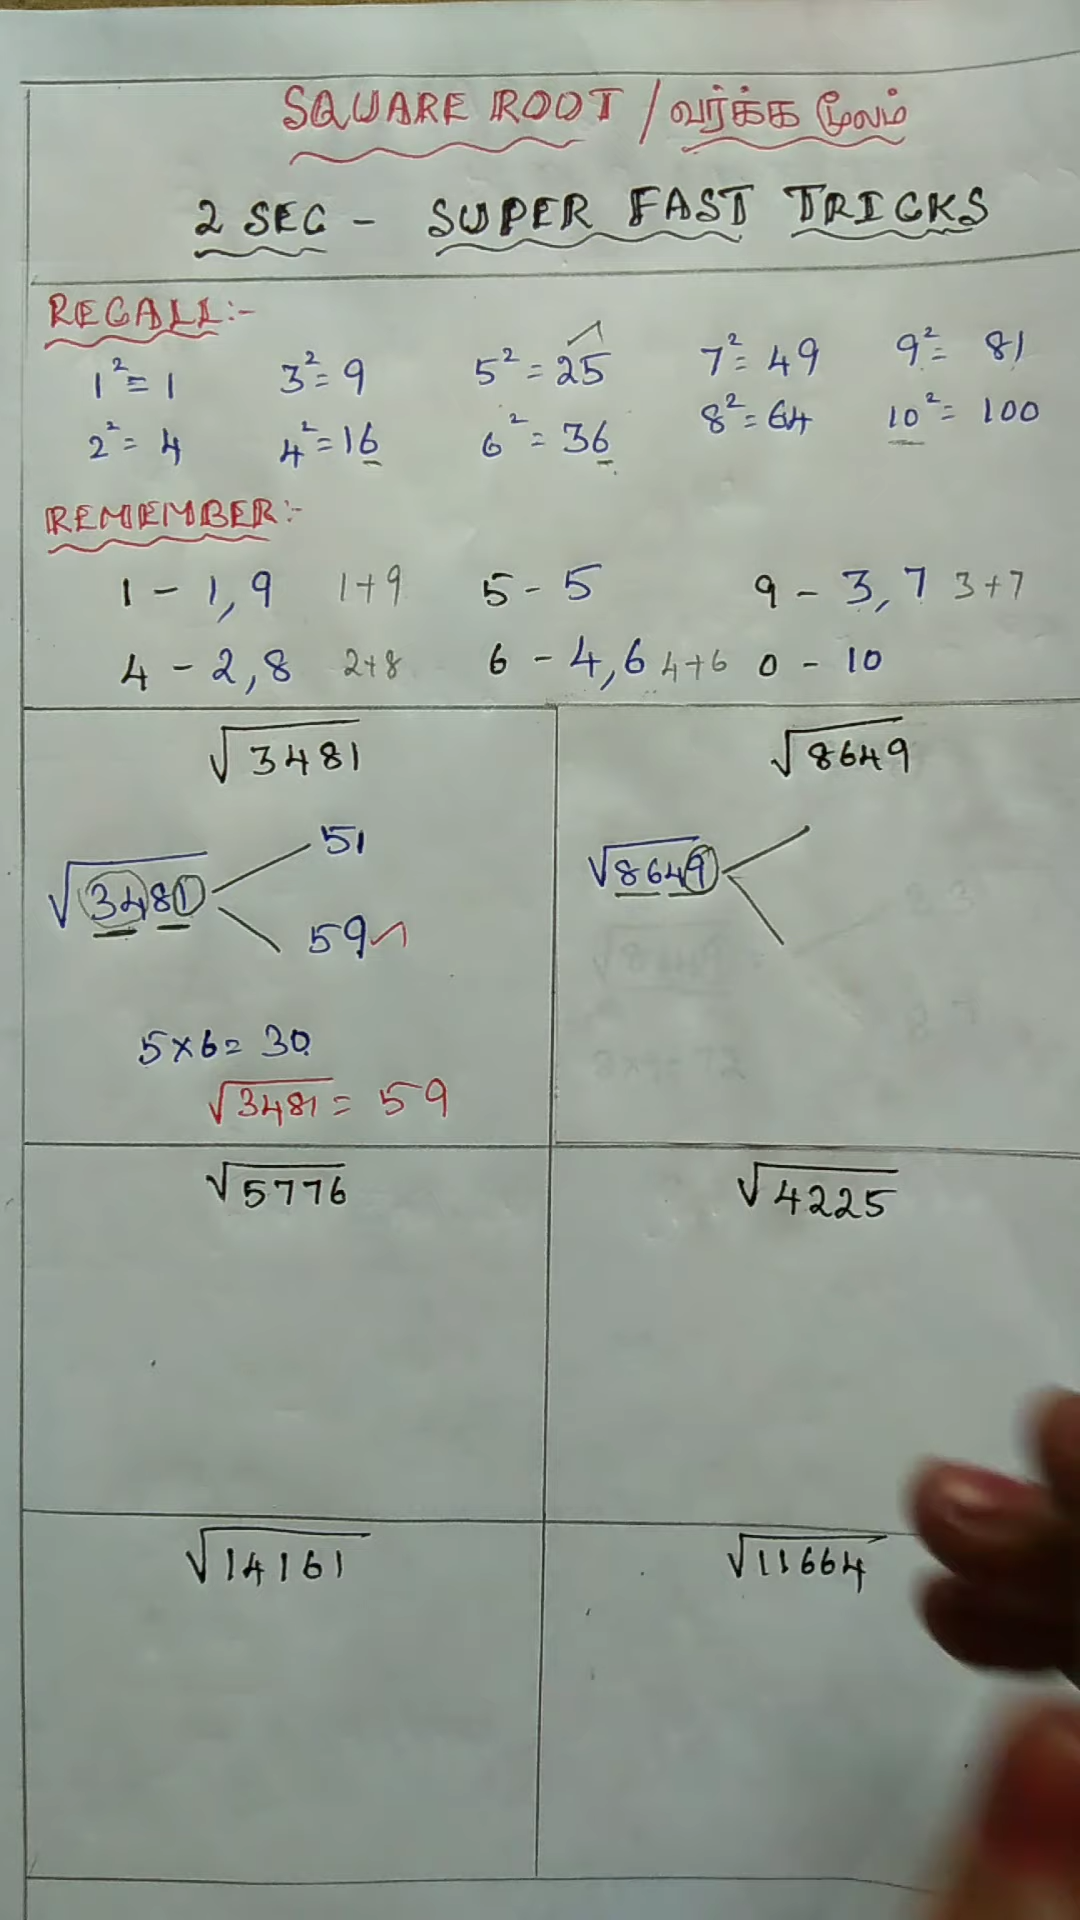 SQUARE ROOT / வர்க்க மூலம்
2 SEC - SUPER FAST TRICKS
RECALL:-
1² = 1 3² = 9 5² = 25 7² = 49 9² = 81
2² = 4 4² = 16 6² = 36 8² = 64 10² = 100
REMEMBER:-
1 - 1, 9 1+9 5 - 5 9 - 3, 7 3+7
4 - 2, 8 2+8 6 - 4, 6 4+6 0 - 10
√3481
51
√3481
59
5×6= 30
√3481 = 59
√8649
√8649
√5776
√4225
√14161
√11664